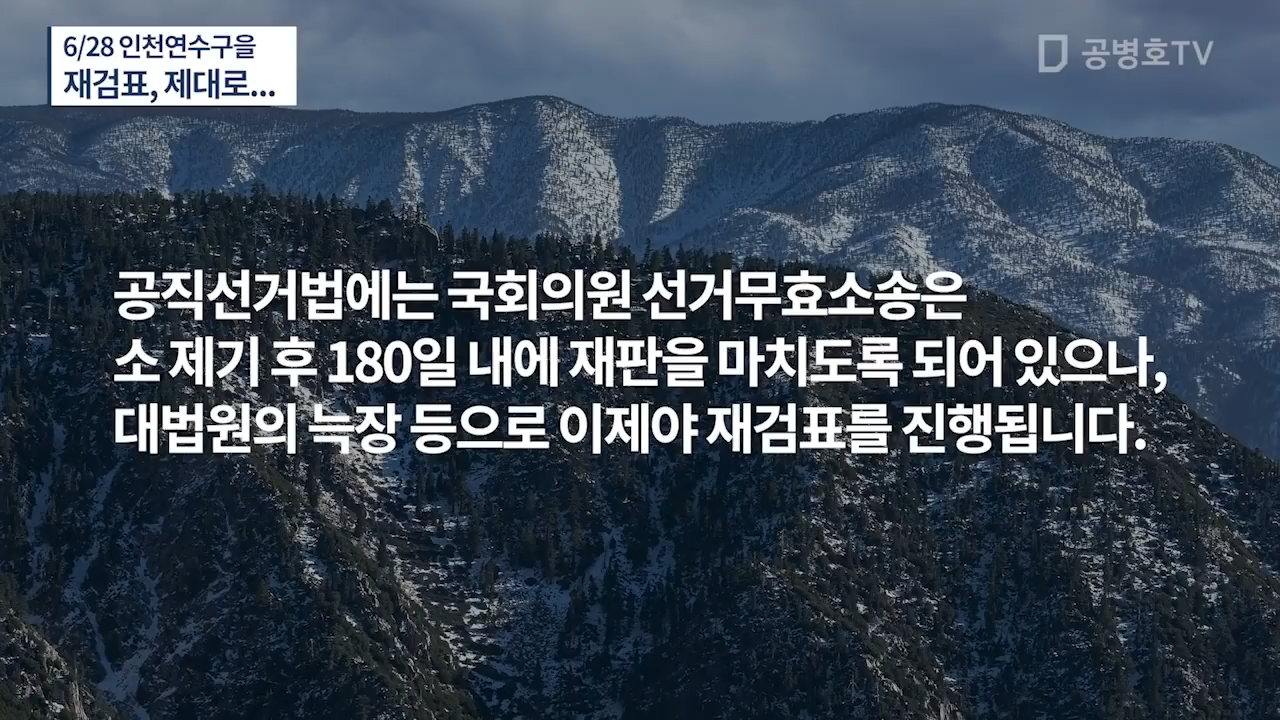 6/28 인천연수구을
재검표, 제대로...
공병호TV
공직선거법에는 국회의원 선거무효소송은
소 제기 후 180일 내에 재판을 마치도록 되어 있으나,
대법원의 늑장 등으로 이제야 재검표를 진행됩니다.